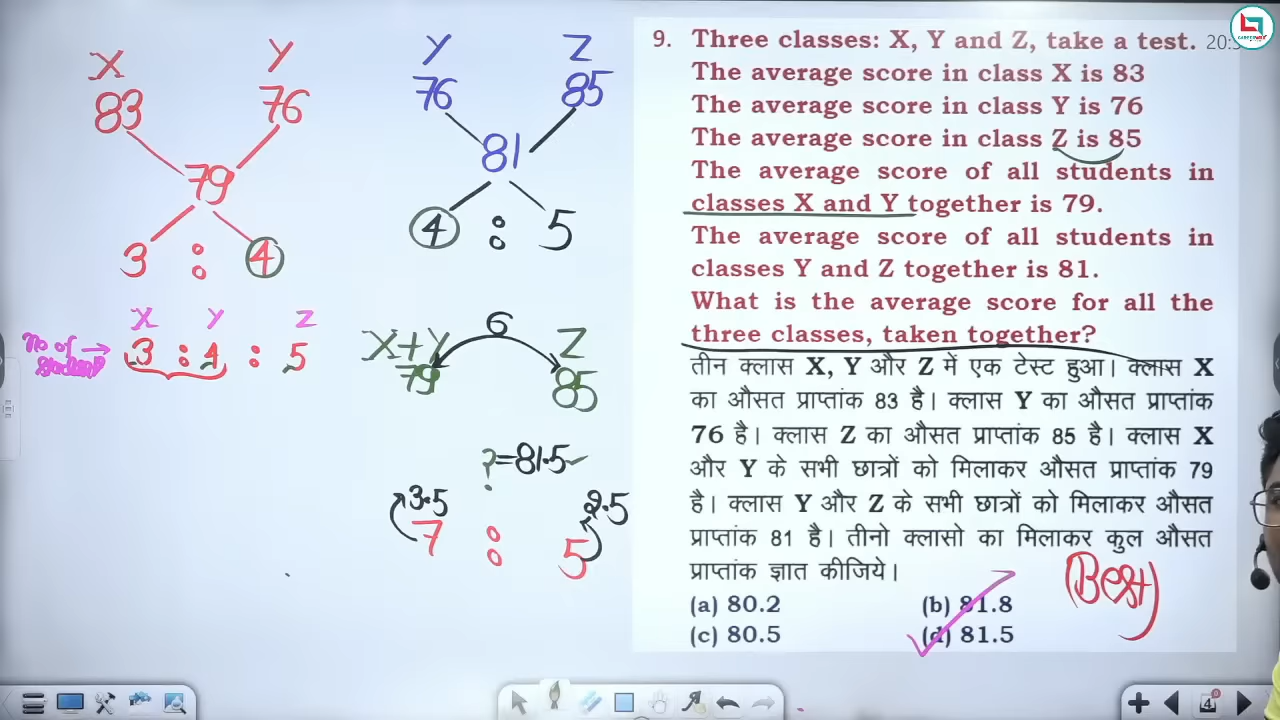 X Y
83 76
79
3 : 4
X Y Z
no of → 3 : 4 : 5
students
Y Z
76 85
81
4 : 5
6
X+Y Z
79 85
? = 81.5
3.5 2.5
7 : 5
9. Three classes: X, Y and Z, take a test.
The average score in class X is 83
The average score in class Y is 76
The average score in class Z is 85
The average score of all students in
classes X and Y together is 79.
The average score of all students in
classes Y and Z together is 81.
What is the average score for all the
three classes, taken together?
तीन क्लास X, Y और Z में एक टेस्ट हुआ। क्लास X
का औसत प्राप्तांक 83 है। क्लास Y का औसत प्राप्तांक
76 है। क्लास Z का औसत प्राप्तांक 85 है। क्लास X
और Y के सभी छात्रों को मिलाकर औसत प्राप्तांक 79
है। क्लास Y और Z के सभी छात्रों को मिलाकर औसत
प्राप्तांक 81 है। तीनो क्लासो का मिलाकर कुल औसत
प्राप्तांक ज्ञात कीजिये।
(a) 80.2 (b) 81.8
(c) 80.5 (d) 81.5
(Best)
4